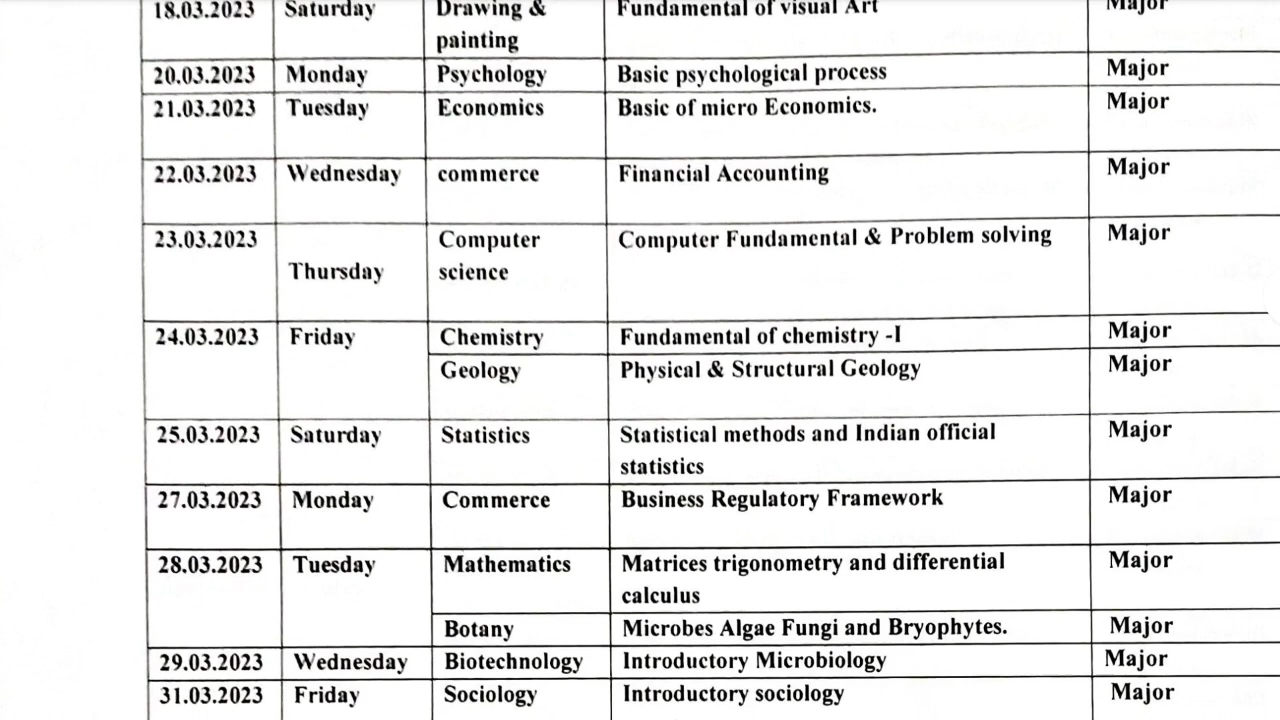 18.03.2023 Saturday Drawing & Fundamental of visual Art Major
painting
20.03.2023 Monday Psychology Basic psychological process Major
21.03.2023 Tuesday Economics Basic of micro Economics. Major
22.03.2023 Wednesday commerce Financial Accounting Major
23.03.2023 Computer Computer Fundamental & Problem solving Major
Thursday science
24.03.2023 Friday Chemistry Fundamental of chemistry -I Major
Geology Physical & Structural Geology Major
25.03.2023 Saturday Statistics Statistical methods and Indian official Major
statistics
27.03.2023 Monday Commerce Business Regulatory Framework Major
28.03.2023 Tuesday Mathematics Matrices trigonometry and differential Major
calculus
Botany Microbes Algae Fungi and Bryophytes. Major
29.03.2023 Wednesday Biotechnology Introductory Microbiology Major
31.03.2023 Friday Sociology Introductory sociology Major